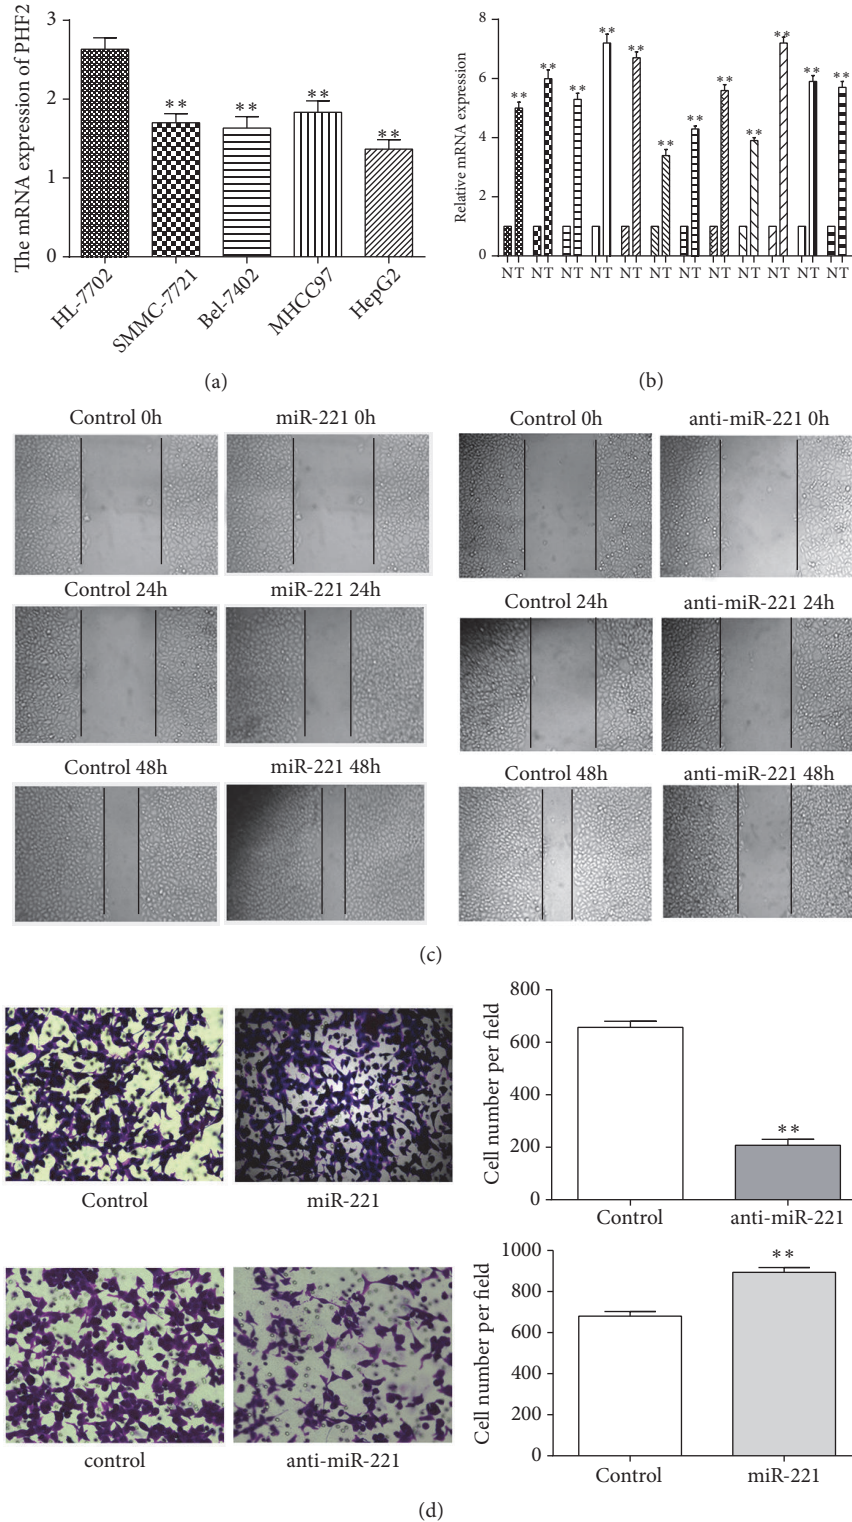 The mRNA expression of PHF2
3
2
1
0
**
**
**
**
HL-7702
SMMC-7721
Bel-7402
MHCC97
HepG2
(a)
Relative mRNA expression
8
6
4
2
0
**
**
**
**
**
**
**
**
**
**
**
**
NT NT NT NT NT NT NT NT NT NT NT NT
(b)
Control 0h
miR-221 0h
Control 24h
miR-221 24h
Control 48h
miR-221 48h
Control 0h
anti-miR-221 0h
Control 24h
anti-miR-221 24h
Control 48h
anti-miR-221 48h
(c)
Control
miR-221
control
anti-miR-221
Cell number per field
800
600
400
200
0
**
Control
anti-miR-221
Cell number per field
1000
800
600
400
200
0
**
Control
miR-221
(d)